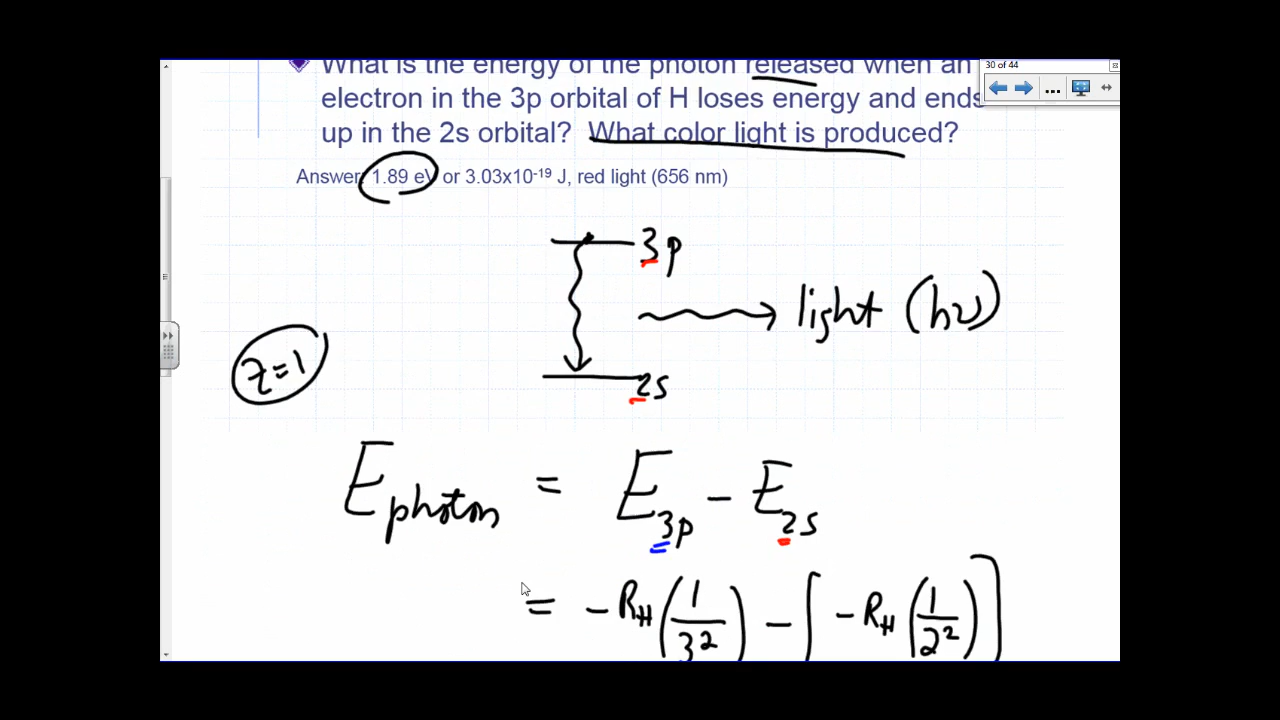 What is the energy of the photon released when an
30 of 44
electron in the 3p orbital of H loses energy and ends
up in the 2s orbital? What color light is produced?
Answer 1.89 eV or 3.03x10⁻¹⁹ J, red light (656 nm)
3p
light (hν)
Z=1
2s
E photon = E3p - E2s
= -RH (1/3²) - [ -RH (1/2²) ]